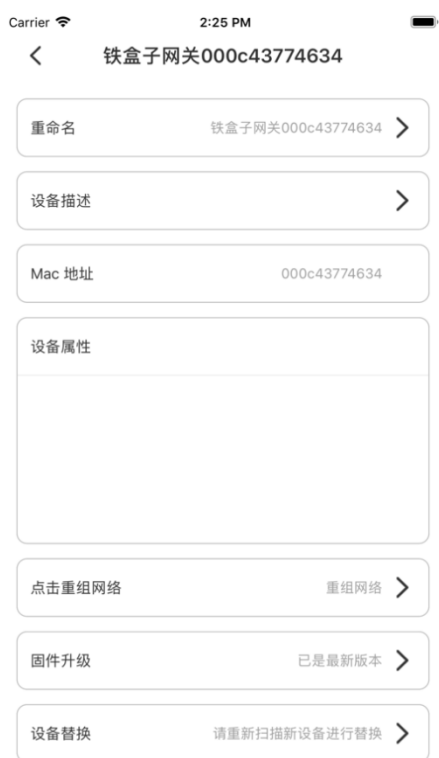 Carrier 2:25 PM
铁盒子网关000c43774634
重命名 铁盒子网关000c43774634
设备描述
Mac 地址 000c43774634
设备属性
点击重组网络 重组网络
固件升级 已是最新版本
设备替换 请重新扫描新设备进行替换